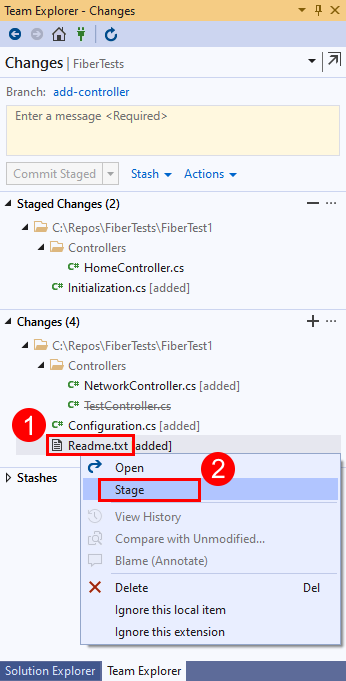 Team Explorer - Changes
Changes | FiberTests
Branch: add-controller
Enter a message <Required>
Commit Staged Stash Actions
Staged Changes (2)
C:\Repos\FiberTests\FiberTest1
Controllers
C# HomeController.cs
C# Initialization.cs [added]
Changes (4)
C:\Repos\FiberTests\FiberTest1
Controllers
C# NetworkController.cs [added]
C# TestController.cs
1 C# Configuration.cs [added]
Readme.txt [added]
2
Stashes
Open
Stage
View History
Compare with Unmodified...
Blame (Annotate)
Delete Del
Ignore this local item
Ignore this extension
Solution Explorer Team Explorer